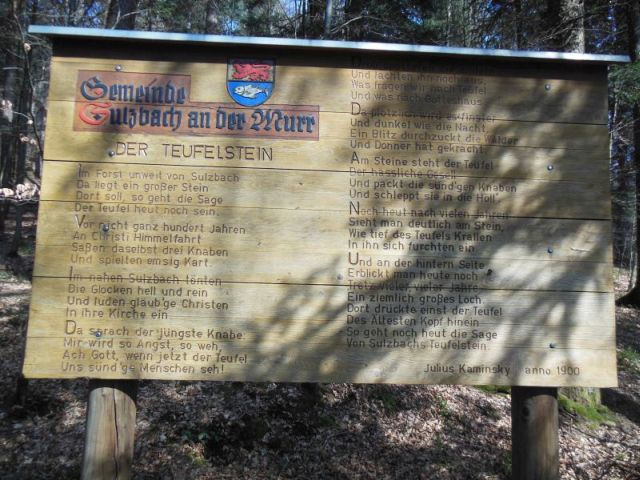 Gemeinde
Sulzbach an der Murr
DER TEUFELSTEIN
Im Forst unweit von Sulzbach
Da liegt ein großer Stein
Dort soll, so geht die Sage
Der Teufel noch sein.
Vor nicht ganz hundert Jahren
An Christi Himmelfahrt
Saßen daselbst drei Knaben
Und spielten emsig Kart.
Im nahen Sulzbach tönten
Die Glocken hell und rein
Und luden gläub'ge Christen
In ihre Kirche ein
Da sprach der jüngste Knabe:
Mir wird so Angst, so weh,
Ach Gott, wenn jetzt der Teufel
Uns sünd'ge Menschen seh!
Und lachten ihn noch aus,
Was fragen wir nach Teufel
Und was nach Gotteshaus
Da plötzlich wird es finster
Und dunkel wie die Nacht,
Ein Blitz durchzuckt die Wälder
Und Donner hat gekracht.
Am Steine steht der Teufel
Der hässliche Gesell
Und packt die sünd'gen Knaben
Und schleppt sie in die Höll'
Noch heut nach vielen Jahren
Sieht man deutlich am Stein,
Wie tief des Teufels Krallen
In ihn sich furchten ein
Und an der hintern Seite
Erblickt man heute noch
Trotz vieler, vieler Jahre
Ein ziemlich großes Loch
Dort drückte einst der Teufel
Des Ältesten Kopf hinein
So geht noch heut die Sage
Von Sulzbachs Teufelstein.
Julius Kaminsky anno 1900